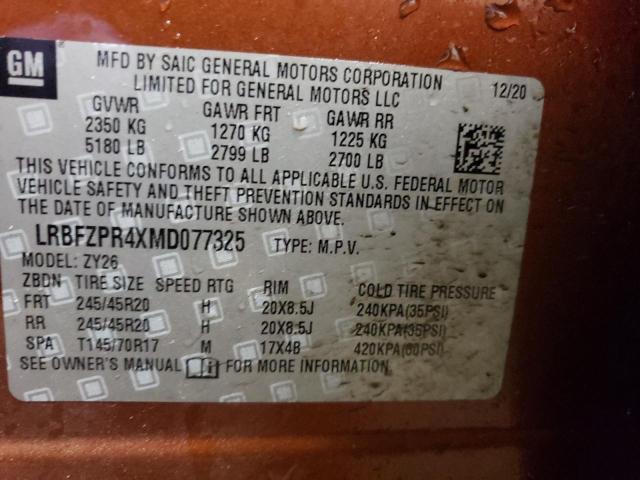 GM
MFD BY SAIC GENERAL MOTORS CORPORATION
LIMITED FOR GENERAL MOTORS LLC 12/20
GVWR GAWR FRT GAWR RR
2350 KG 1270 KG 1225 KG
5180 LB 2799 LB 2700 LB
THIS VEHICLE CONFORMS TO ALL APPLICABLE U.S. FEDERAL MOTOR
VEHICLE SAFETY AND THEFT PREVENTION STANDARDS IN EFFECT ON
THE DATE OF MANUFACTURE SHOWN ABOVE.
LRBFZPR4XMD077325 TYPE: M.P.V.
MODEL: ZY26
ZBDN TIRE SIZE SPEED RTG RIM COLD TIRE PRESSURE
FRT 245/45R20 H 20X8.5J 240KPA(35PSI)
RR 245/45R20 H 20X8.5J 240KPA(35PSI)
SPA T145/70R17 M 17X4B 420KPA(60PSI)
SEE OWNER'S MANUAL FOR MORE INFORMATION